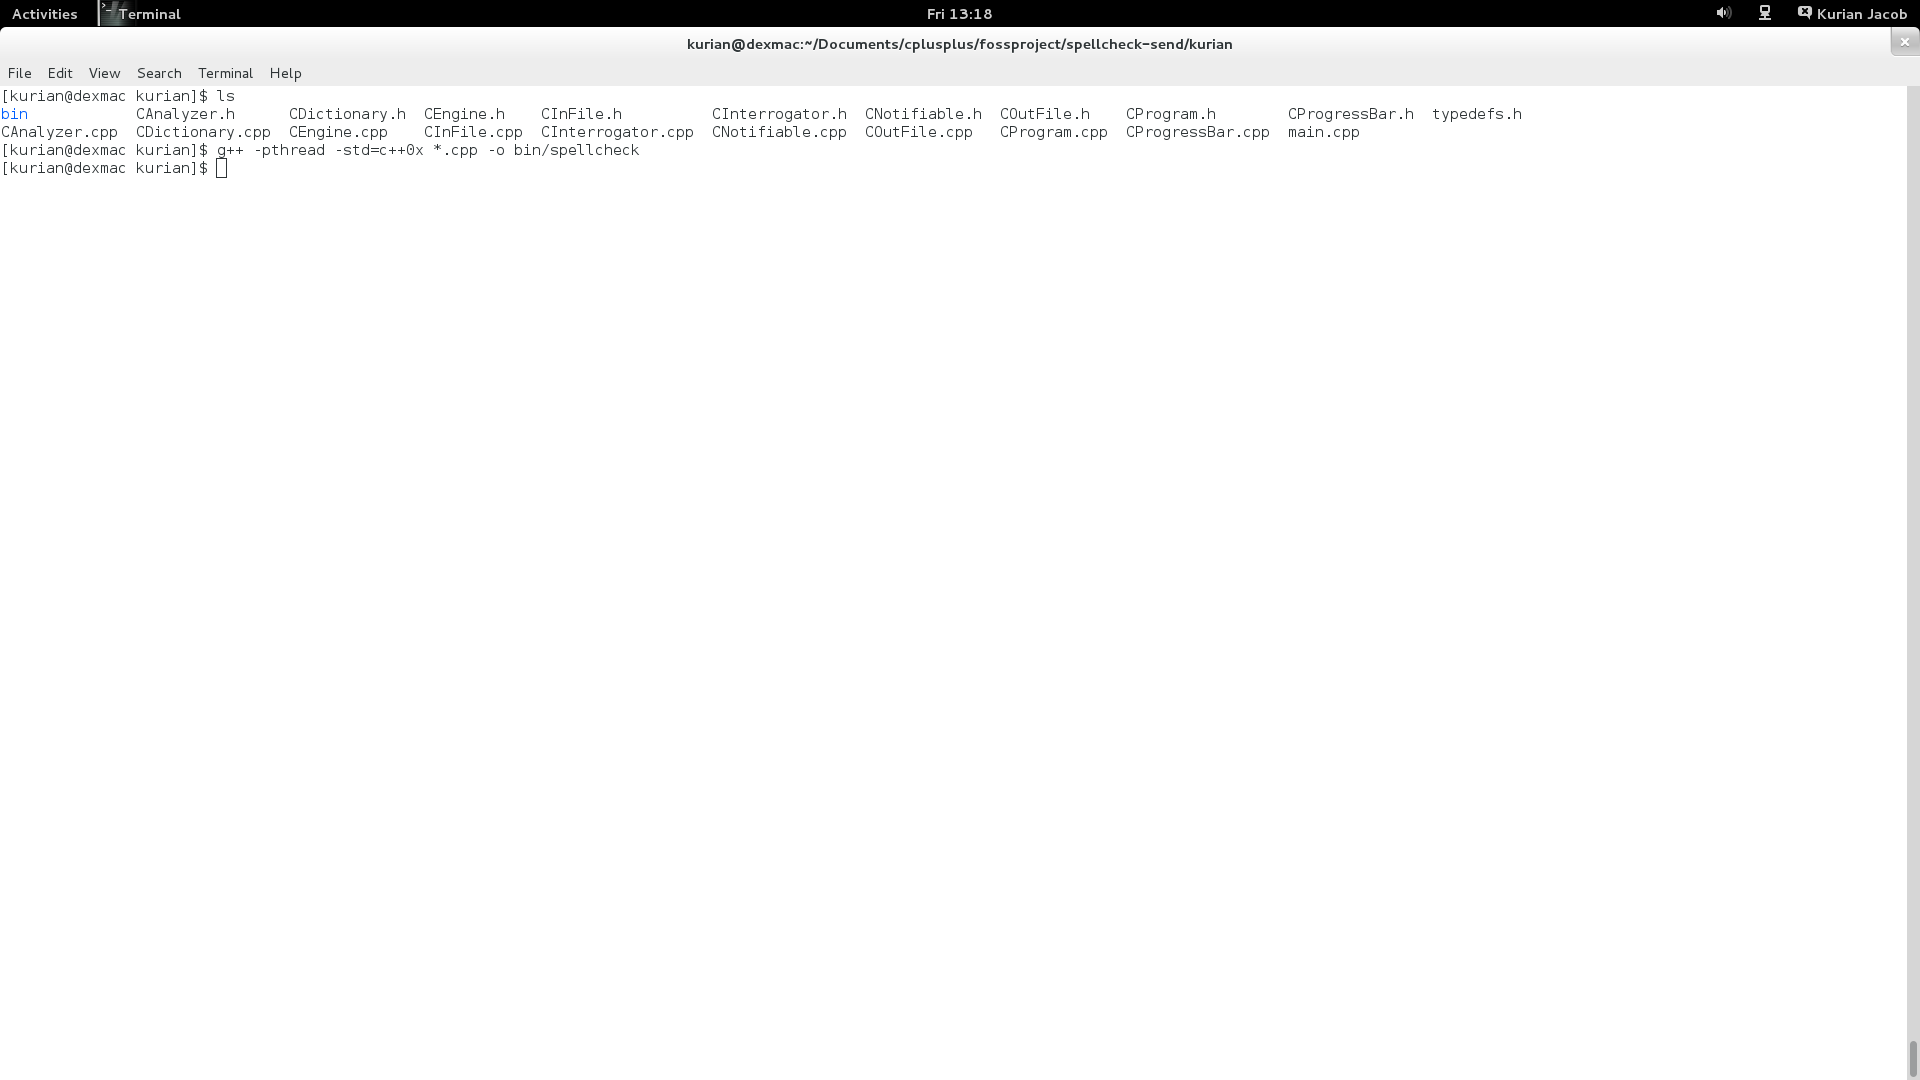 Activities Terminal Fri 13:18 Kurian Jacob
kurian@dexmac:~/Documents/cplusplus/fossproject/spellcheck-send/kurian
File Edit View Search Terminal Help
[kurian@dexmac kurian]$ ls
bin CAnalyzer.h CDictionary.h CEngine.h CInFile.h CInterrogator.h CNotifiable.h COutFile.h CProgram.h CProgressBar.h typedefs.h
CAnalyzer.cpp CDictionary.cpp CEngine.cpp CInFile.cpp CInterrogator.cpp CNotifiable.cpp COutFile.cpp CProgram.cpp CProgressBar.cpp main.cpp
[kurian@dexmac kurian]$ g++ -pthread -std=c++0x *.cpp -o bin/spellcheck
[kurian@dexmac kurian]$